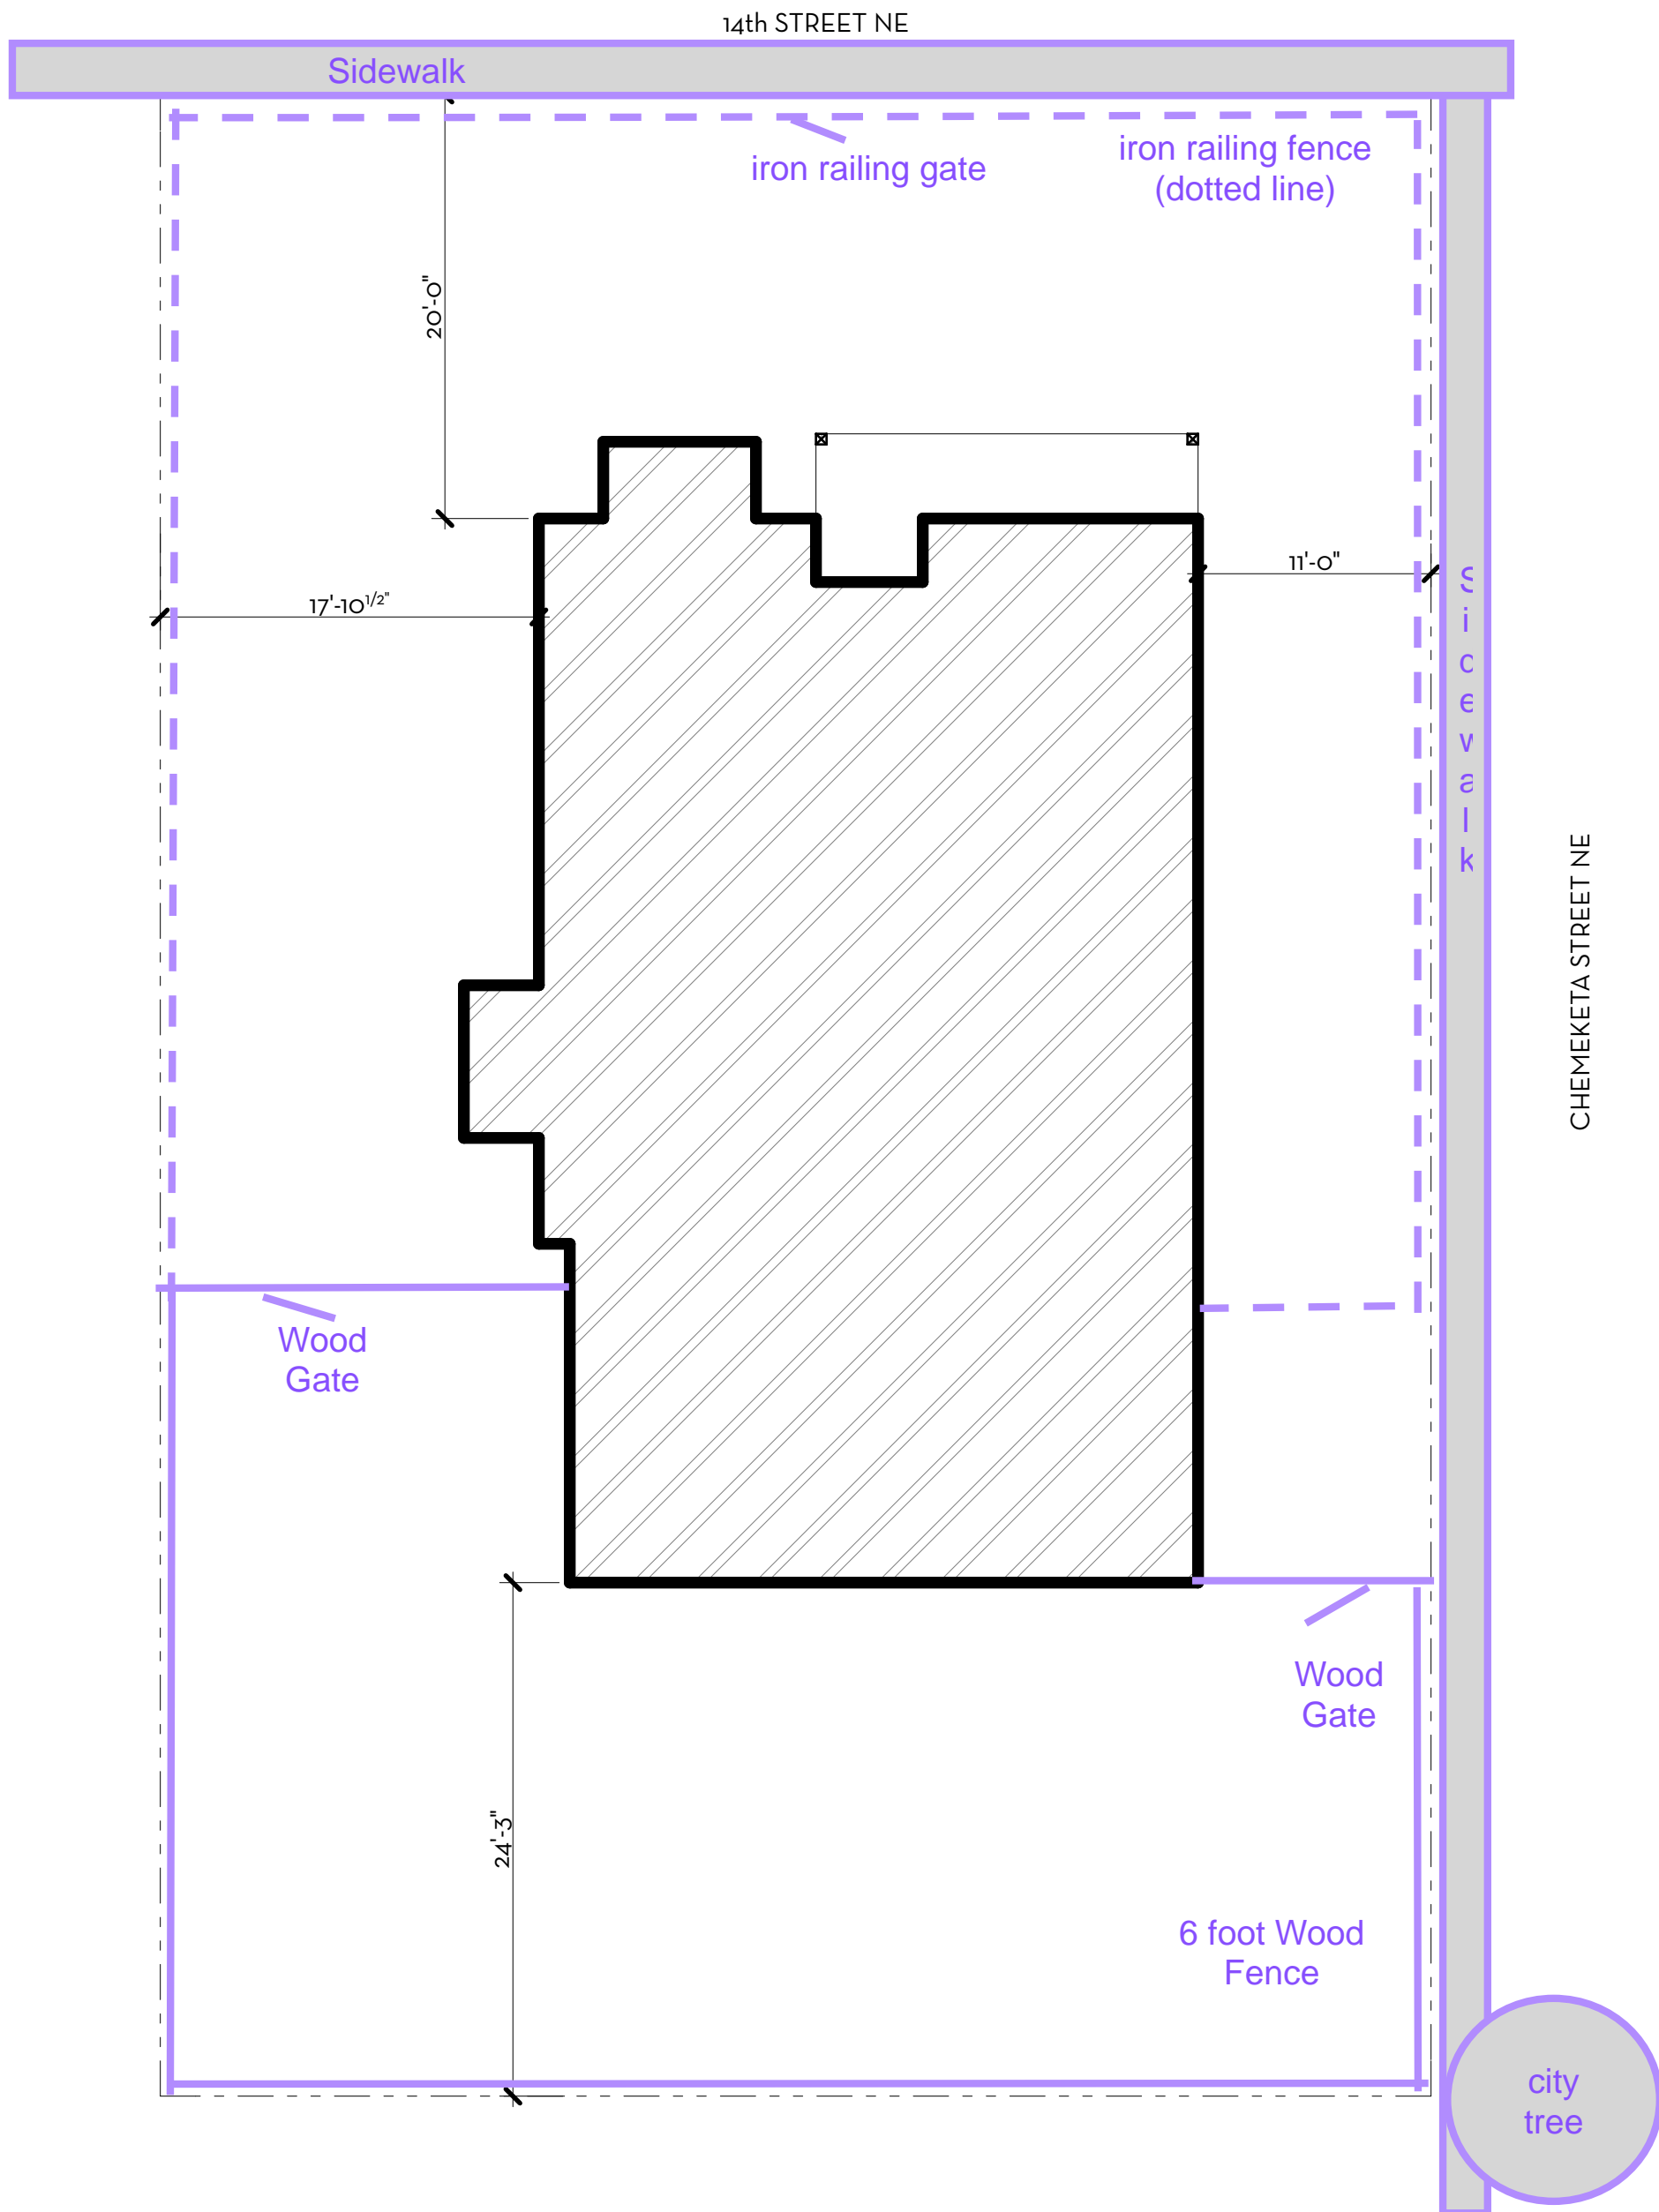 14th STREET NE
Sidewalk
iron railing gate
iron railing fence
(dotted line)
20'-0"
11'-0"
17'-10 1/2"
Sidewalk
CHEMEKETA STREET NE
Wood
Gate
Wood
Gate
24'-3"
6 foot Wood
Fence
city
tree